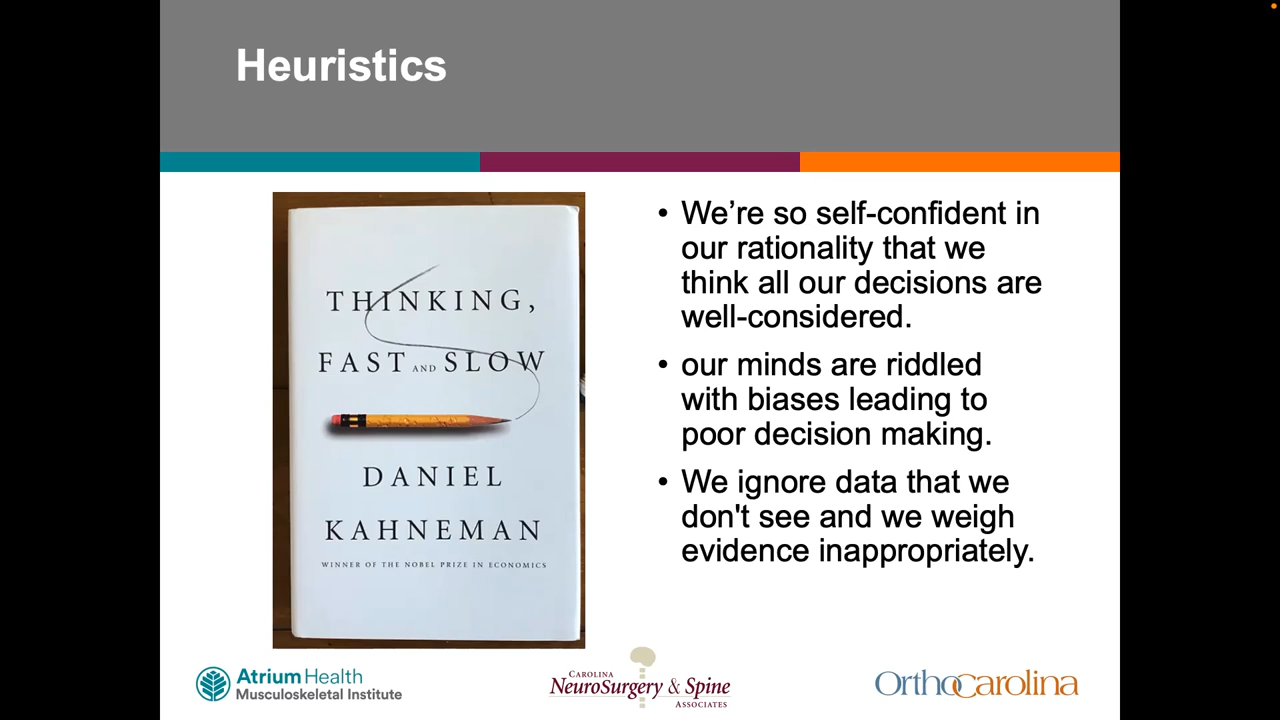 Heuristics
THINKING,
FAST AND SLOW
DANIEL
KAHNEMAN
WINNER OF THE NOBEL PRIZE IN ECONOMICS
• We’re so self-confident in
our rationality that we
think all our decisions are
well-considered.
• our minds are riddled
with biases leading to
poor decision making.
• We ignore data that we
don't see and we weigh
evidence inappropriately.
Atrium Health
Musculoskeletal Institute
CAROLINA
NEUROSURGERY & SPINE
ASSOCIATES
OrthoCarolina